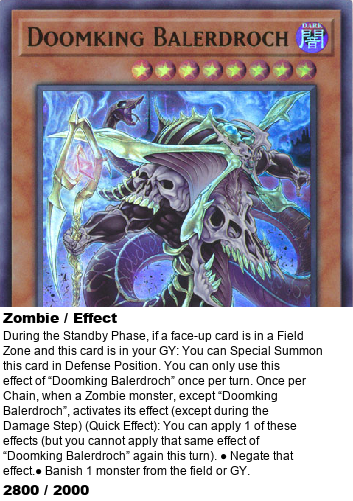 DOOMKING BALERDROCH
DARK
闇
Zombie / Effect
During the Standby Phase, if a face-up card is in a Field
Zone and this card is in your GY: You can Special Summon
this card in Defense Position. You can only use this
effect of “Doomking Balerdroch” once per turn. Once per
Chain, when a Zombie monster, except “Doomking
Balerdroch”, activates its effect (except during the
Damage Step) (Quick Effect): You can apply 1 of these
effects (but you cannot apply that same effect of
“Doomking Balerdroch” again this turn). ● Negate that
effect.● Banish 1 monster from the field or GY.
2800 / 2000